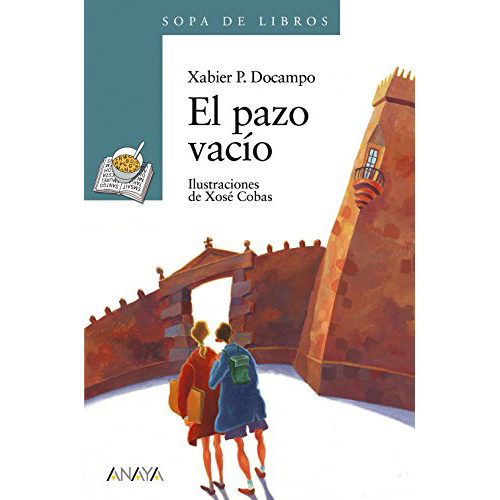 SOPA DE LIBROS
Xabier P. Docampo
El pazo
vacío
Ilustraciones
de Xosé Cobas
ANAYA